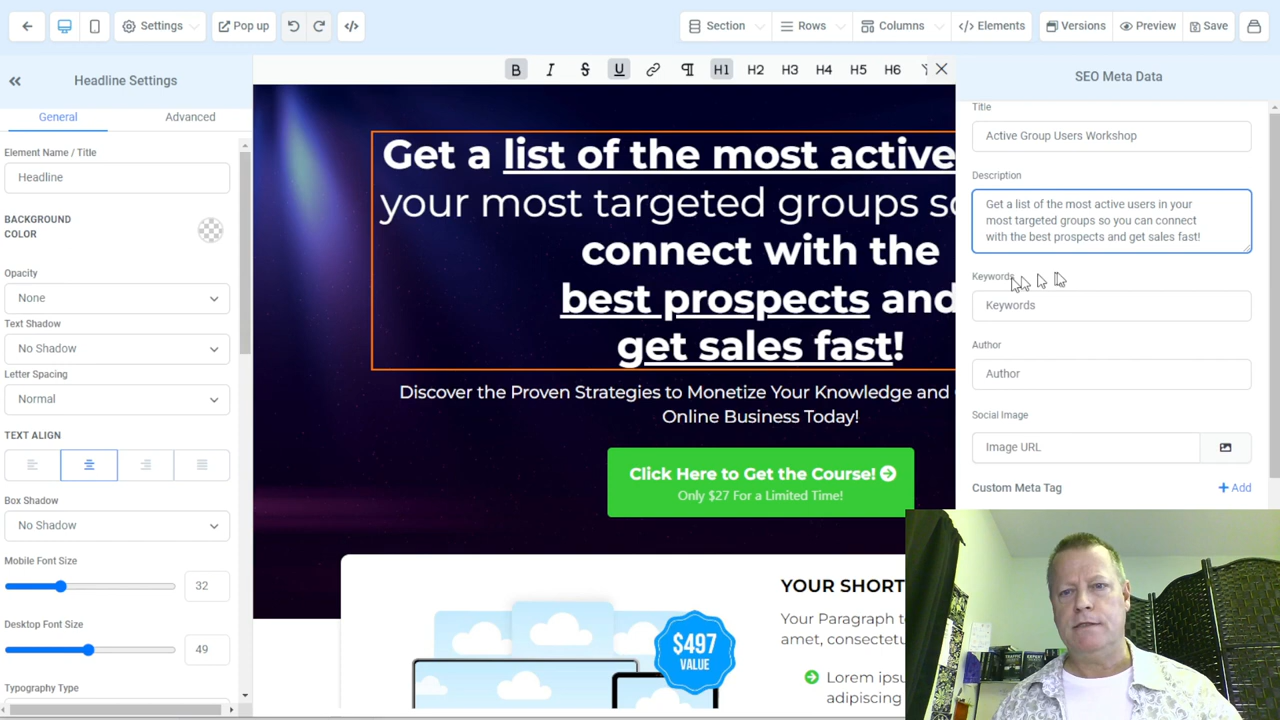 Settings
Pop up
Section
Rows
Columns
</> Elements
Versions
Preview
Save
Headline Settings
General
Advanced
Element Name / Title
Headline
BACKGROUND
COLOR
Opacity
None
Text Shadow
No Shadow
Letter Spacing
Normal
TEXT ALIGN
Box Shadow
No Shadow
Mobile Font Size
32
Desktop Font Size
49
Typography Type
B I S U ¶ H1 H2 H3 H4 H5 H6
Get a list of the most active
your most targeted groups so
connect with the
best prospects and
get sales fast!
Discover the Proven Strategies to Monetize Your Knowledge and
Online Business Today!
Click Here to Get the Course!
Only $27 For a Limited Time!
$497
VALUE
YOUR SHORT
Your Paragraph
amet, consectetu
Lorem ipsu
adipiscing
SEO Meta Data
Title
Active Group Users Workshop
Description
Get a list of the most active users in your
most targeted groups so you can connect
with the best prospects and get sales fast!
Keywords
Keywords
Author
Author
Social Image
Image URL
Custom Meta Tag
+ Add